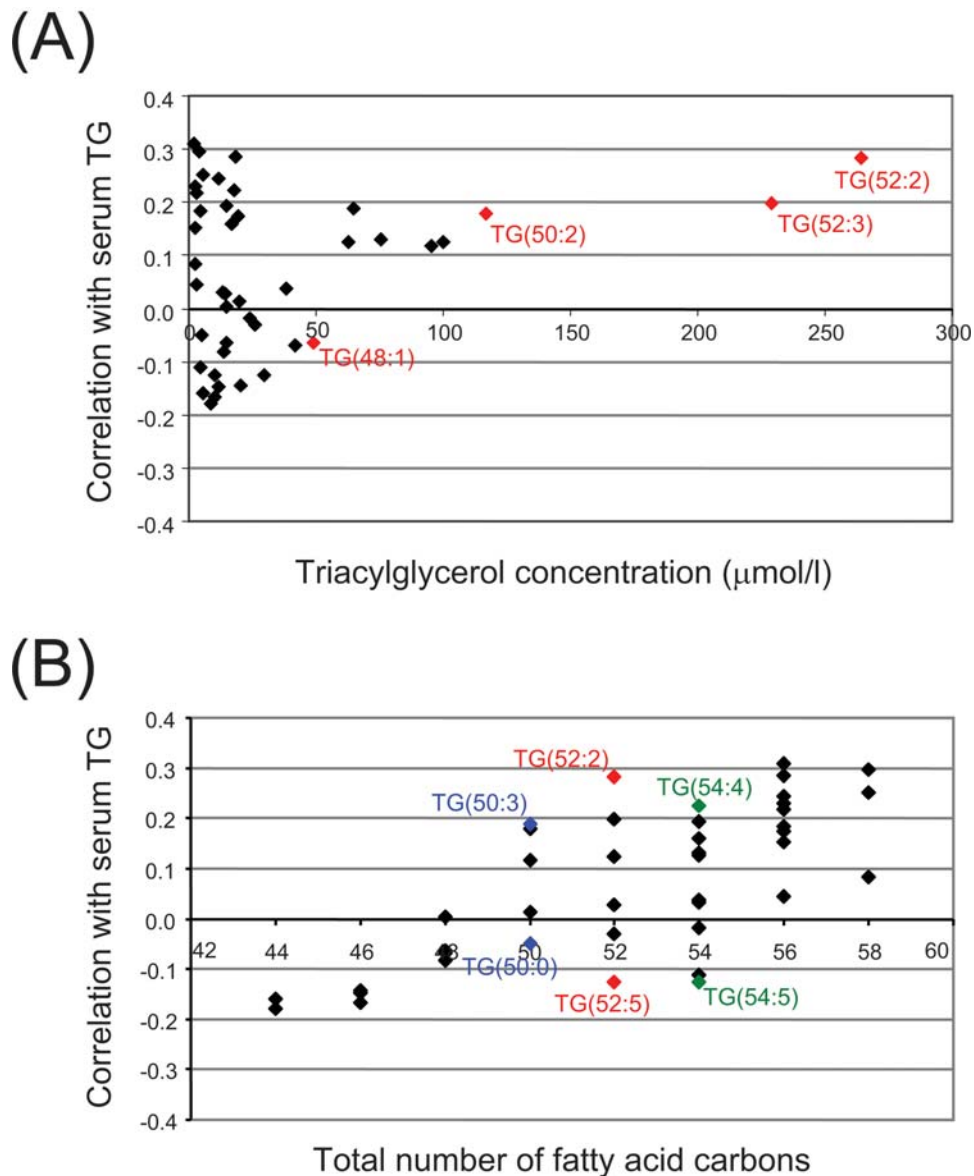 (A)
Correlation with serum TG
0.4
0.3
0.2
0.1
0.0
-0.1
-0.2
-0.3
-0.4
0 50 100 150 200 250 300
TG(52:2)
TG(52:3)
TG(50:2)
TG(48:1)
Triacylglycerol concentration (μmol/l)
(B)
Correlation with serum TG
0.4
0.3
0.2
0.1
0.0
-0.1
-0.2
-0.3
-0.4
42 44 46 48 50 52 54 56 58 60
TG(52:2)
TG(50:3)
TG(54:4)
TG(50:0)
TG(52:5)
TG(54:5)
Total number of fatty acid carbons